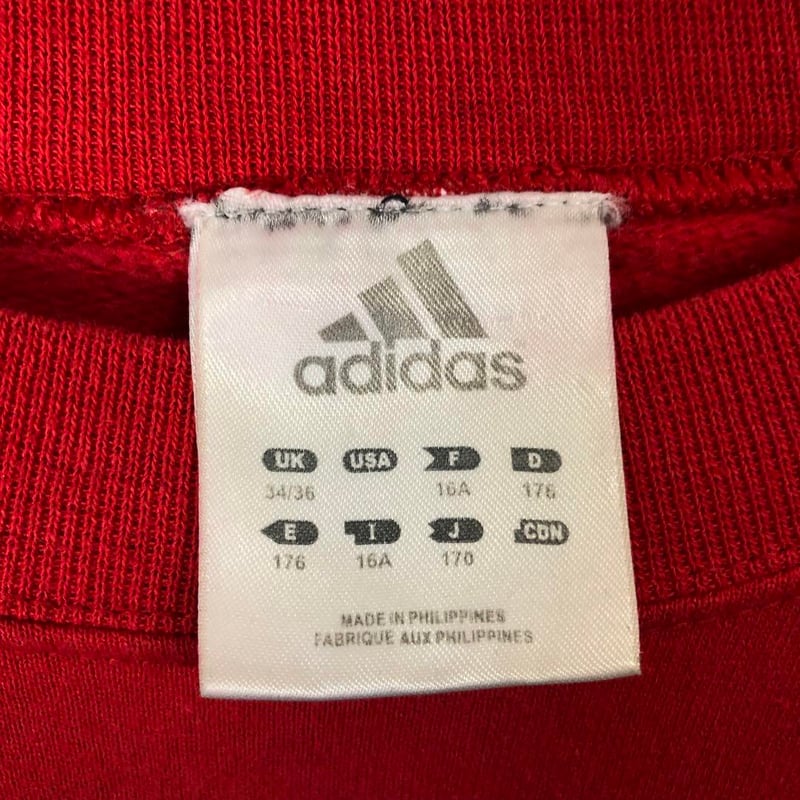 adidas
UK USA F D
34/36 16A 176
E I J CDN
176 16A 170
MADE IN PHILIPPINES
FABRIQUE AUX PHILIPPINES